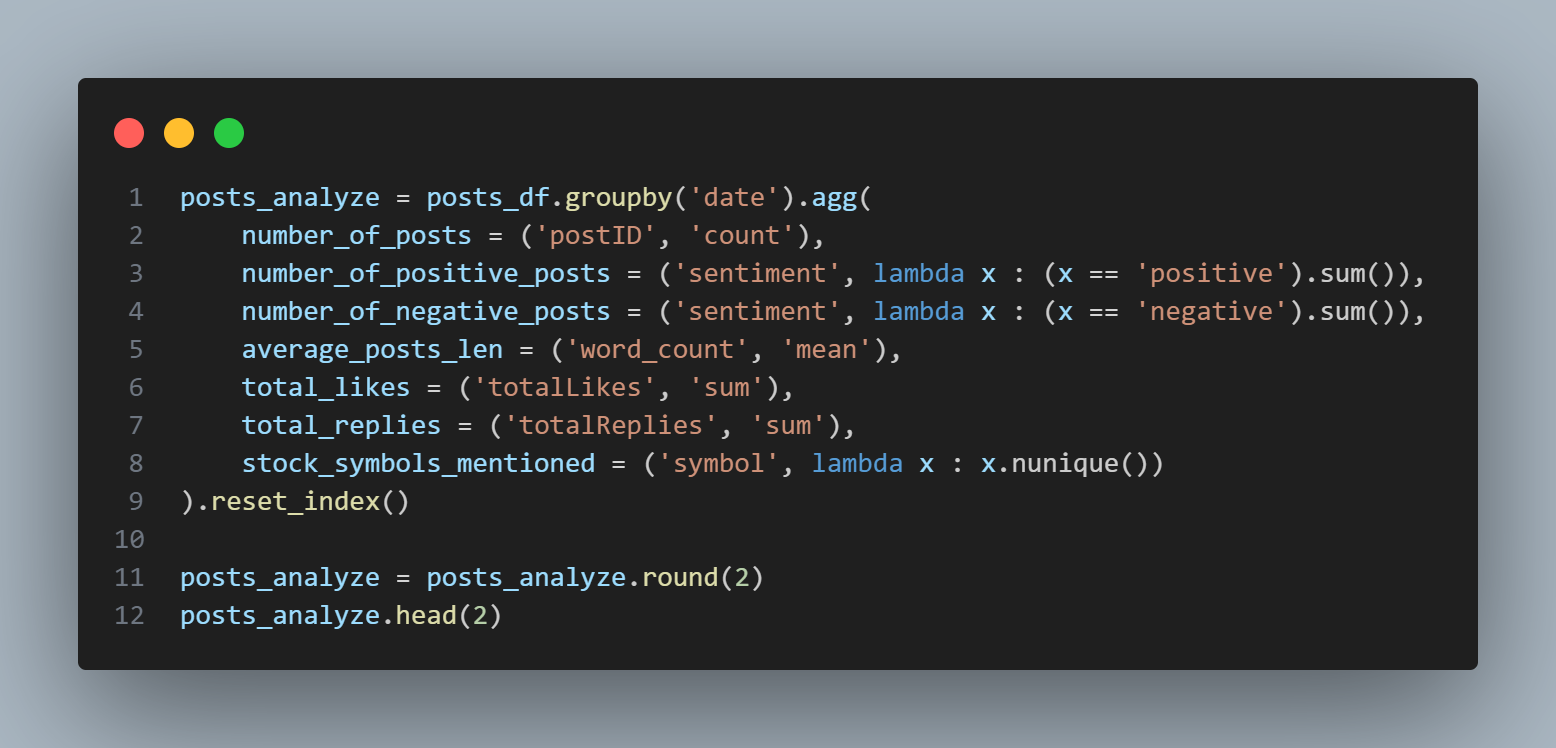 1 posts_analyze = posts_df.groupby('date').agg(
2     number_of_posts = ('postID', 'count'),
3     number_of_positive_posts = ('sentiment', lambda x : (x == 'positive').sum()),
4     number_of_negative_posts = ('sentiment', lambda x : (x == 'negative').sum()),
5     average_posts_len = ('word_count', 'mean'),
6     total_likes = ('totalLikes', 'sum'),
7     total_replies = ('totalReplies', 'sum'),
8     stock_symbols_mentioned = ('symbol', lambda x : x.nunique())
9 ).reset_index()
10
11 posts_analyze = posts_analyze.round(2)
12 posts_analyze.head(2)